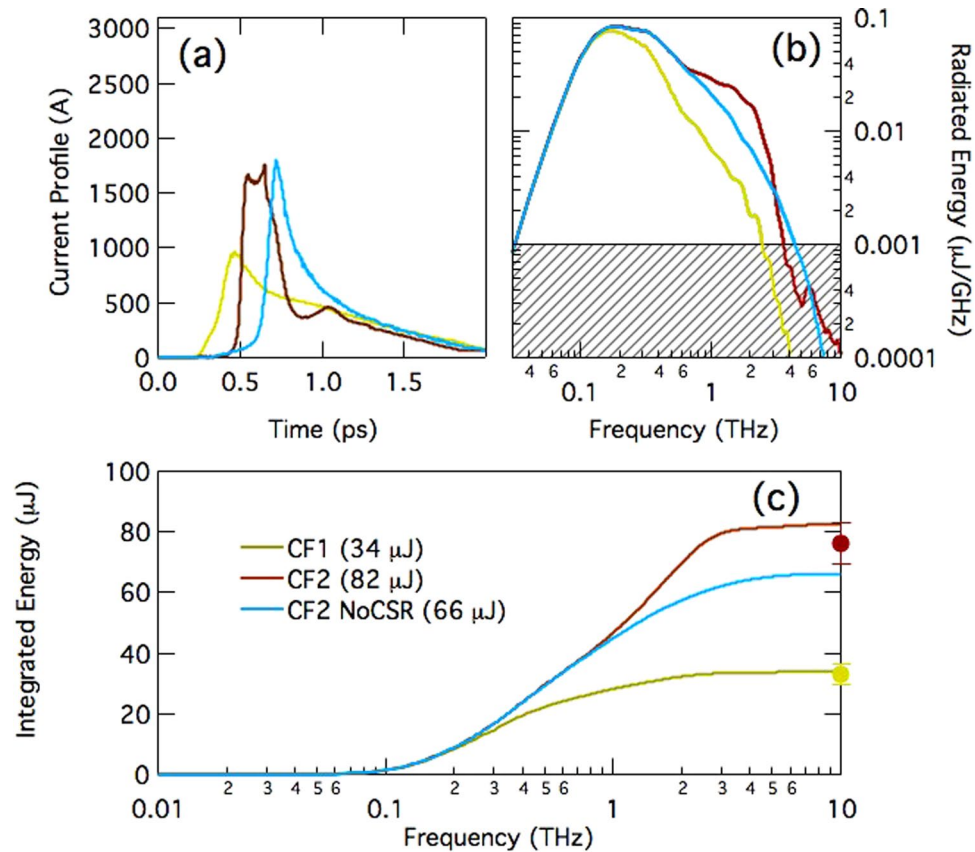 (a)
3000
2500
2000
1500
1000
500
0
Current Profile (A)
0.0 0.5 1.0 1.5
Time (ps)
(b)
0.1
4
2
0.01
4
2
0.001
4
2
0.0001
Radiated Energy (μJ/GHz)
4 6 0.1 2 4 6 1 2 4 6 10
Frequency (THz)
(c)
100
80
60
40
20
0
Integrated Energy (μJ)
CF1 (34 μJ)
CF2 (82 μJ)
CF2 NoCSR (66 μJ)
0.01 2 3 4 5 6 0.1 2 3 4 5 6 1 2 3 4 5 6 10
Frequency (THz)